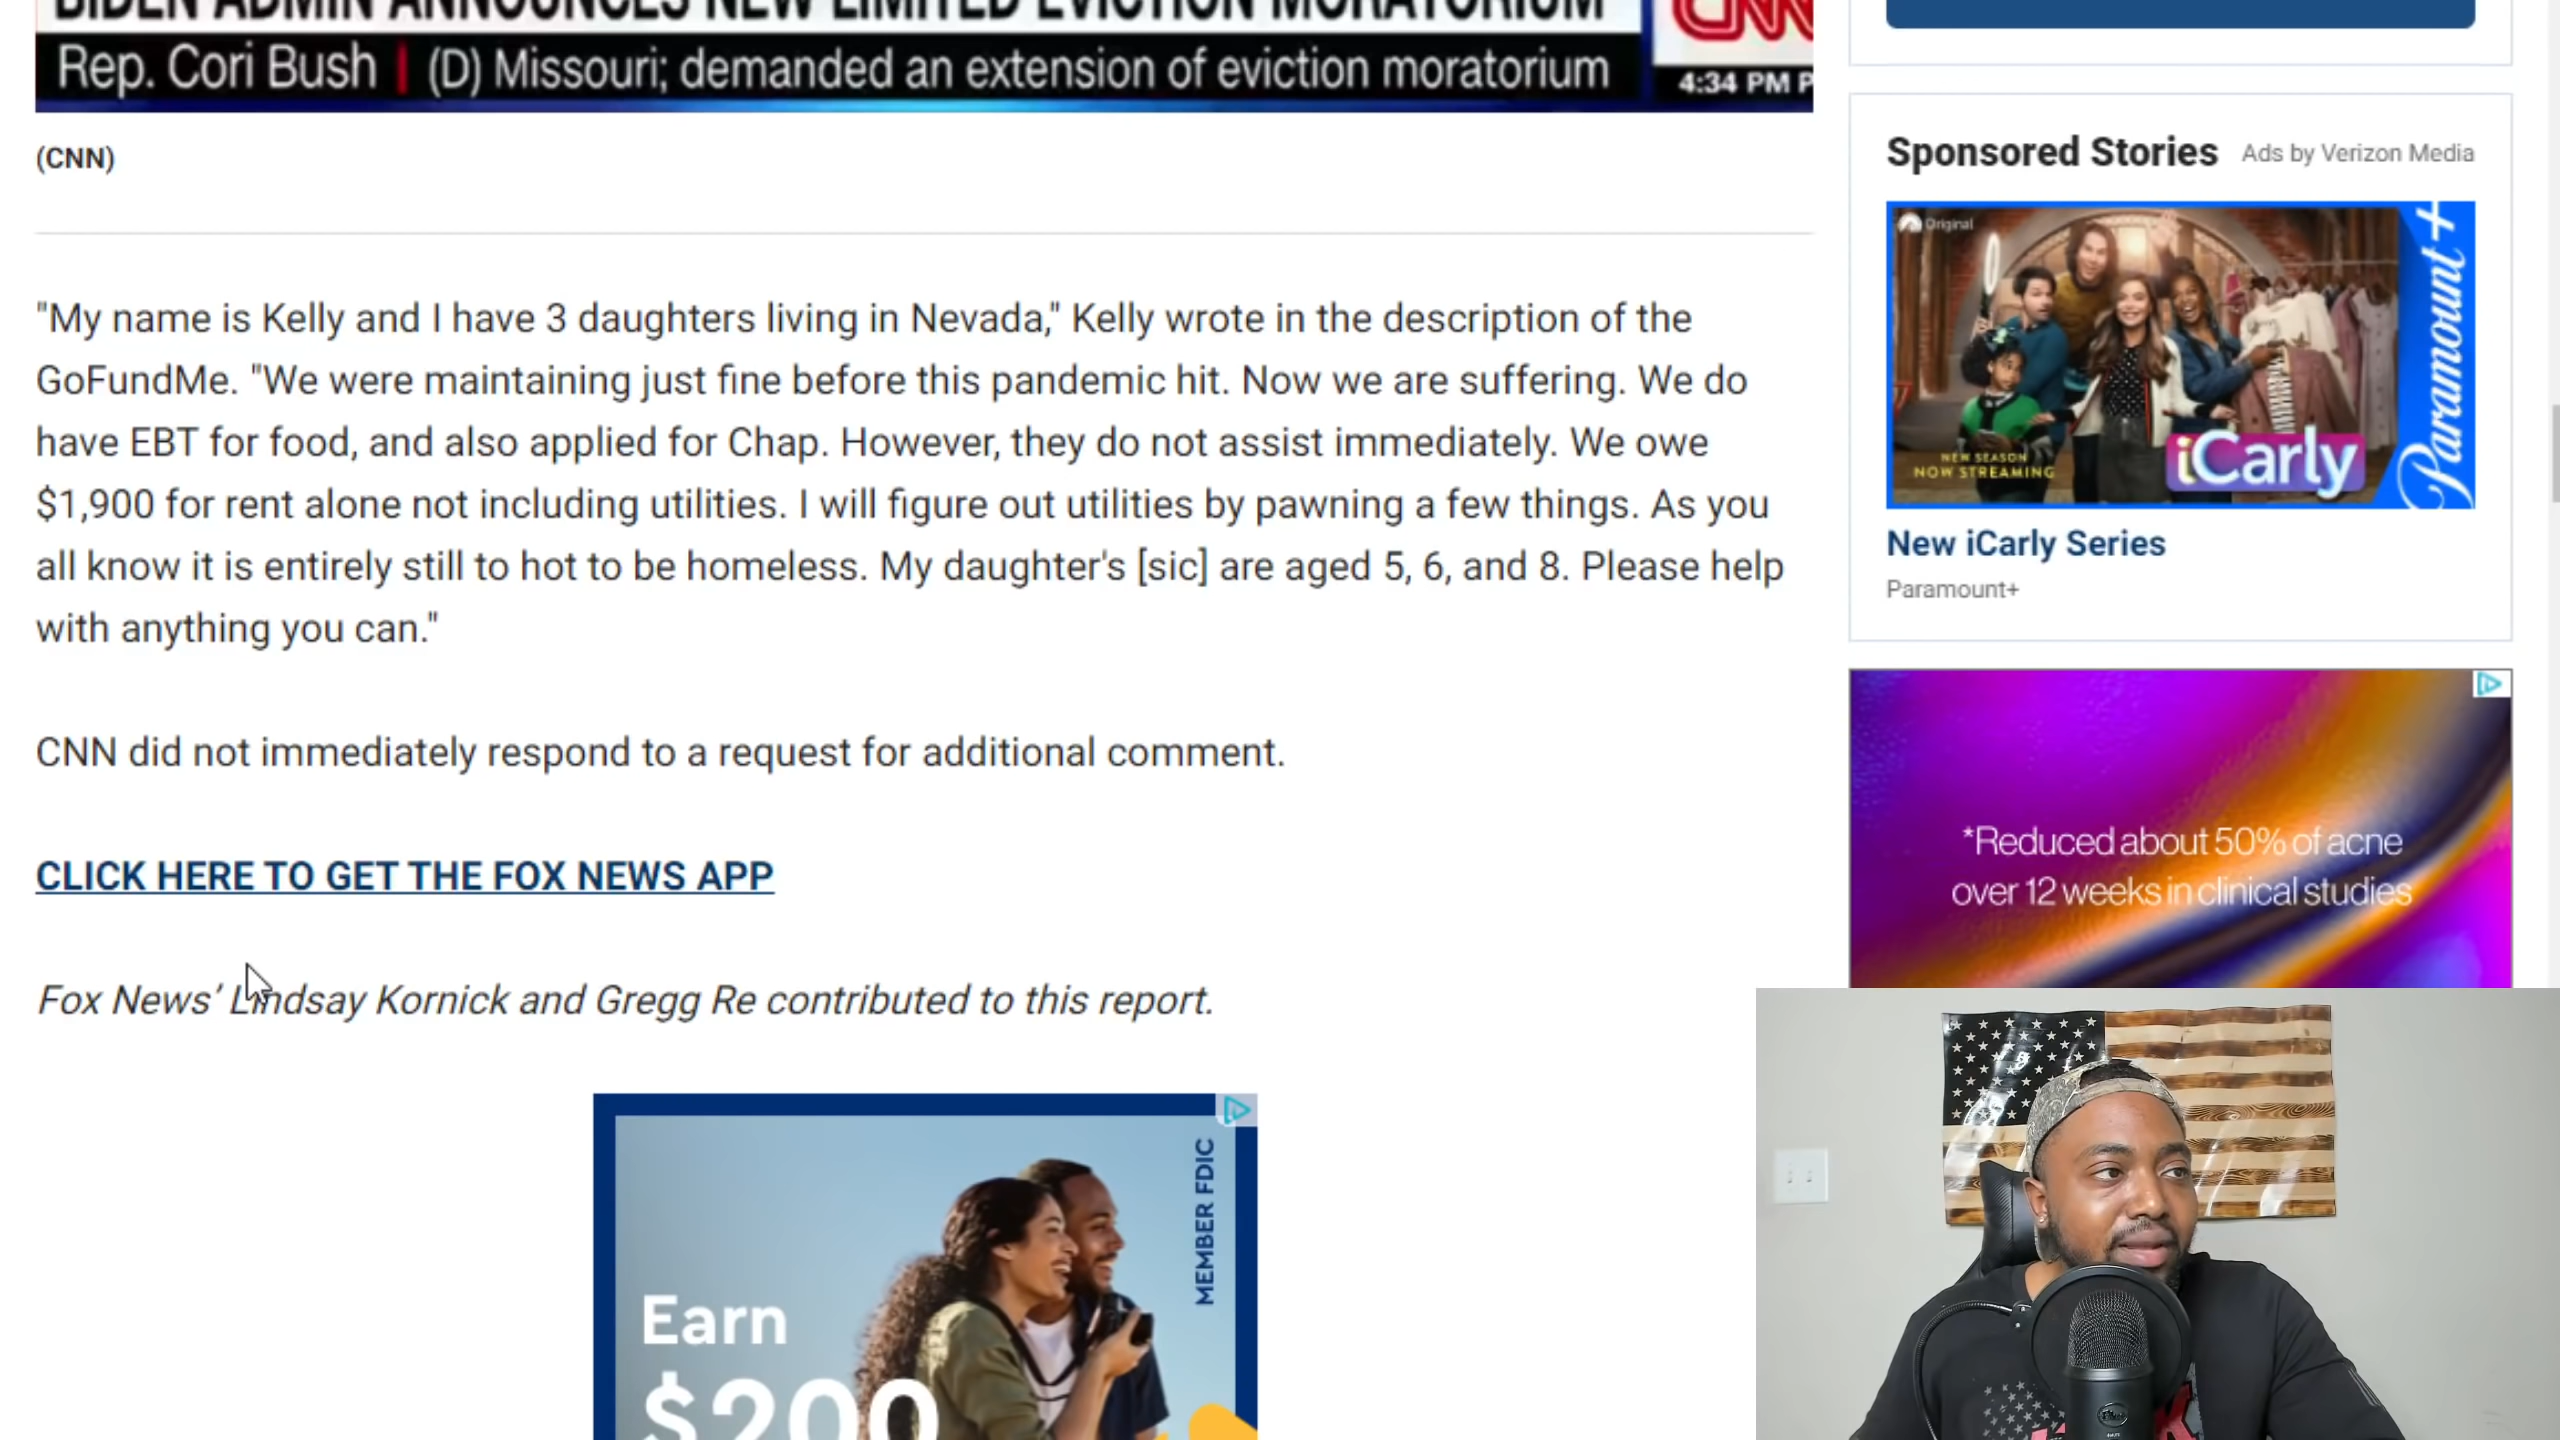 BIDEN ADMIN ANNOUNCES NEW LIMITED EVICTION MORATORIUM
Rep. Cori Bush | (D) Missouri; demanded an extension of eviction moratorium
CNN
4:34 PM P
(CNN)
"My name is Kelly and I have 3 daughters living in Nevada," Kelly wrote in the description of the
GoFundMe. "We were maintaining just fine before this pandemic hit. Now we are suffering. We do
have EBT for food, and also applied for Chap. However, they do not assist immediately. We owe
$1,900 for rent alone not including utilities. I will figure out utilities by pawning a few things. As you
all know it is entirely still to hot to be homeless. My daughter's [sic] are aged 5, 6, and 8. Please help
with anything you can."
CNN did not immediately respond to a request for additional comment.
CLICK HERE TO GET THE FOX NEWS APP
Fox News’ Lindsay Kornick and Gregg Re contributed to this report.
MEMBER FDIC
Earn
$200
Sponsored Stories
Ads by Verizon Media
Original
Paramount+
NEW SEASON
NOW STREAMING
iCarly
New iCarly Series
Paramount+
*Reduced about 50% of acne
over 12 weeks in clinical studies